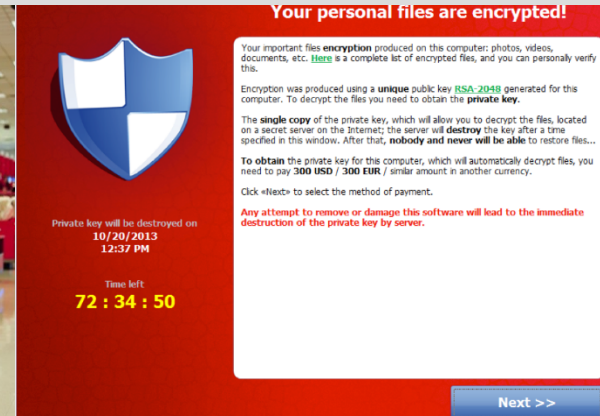 Your personal files are encrypted!
Your important files encryption produced on this computer: photos, videos,
documents, etc. Here is a complete list of encrypted files, and you can personally verify
this.
Encryption was produced using a unique public key RSA-2048 generated for this
computer. To decrypt the files you need to obtain the private key.
The single copy of the private key, which will allow you to decrypt the files, located
on a secret server on the Internet; the server will destroy the key after a time
specified in this window. After that, nobody and never will be able to restore files...
To obtain the private key for this computer, which will automatically decrypt files, you
need to pay 300 USD / 300 EUR / similar amount in another currency.
Click «Next» to select the method of payment.
Any attempt to remove or damage this software will lead to the immediate
destruction of the private key by server.
Private key will be destroyed on
10/20/2013
12:37 PM
Time left
72 : 34 : 50
Next >>